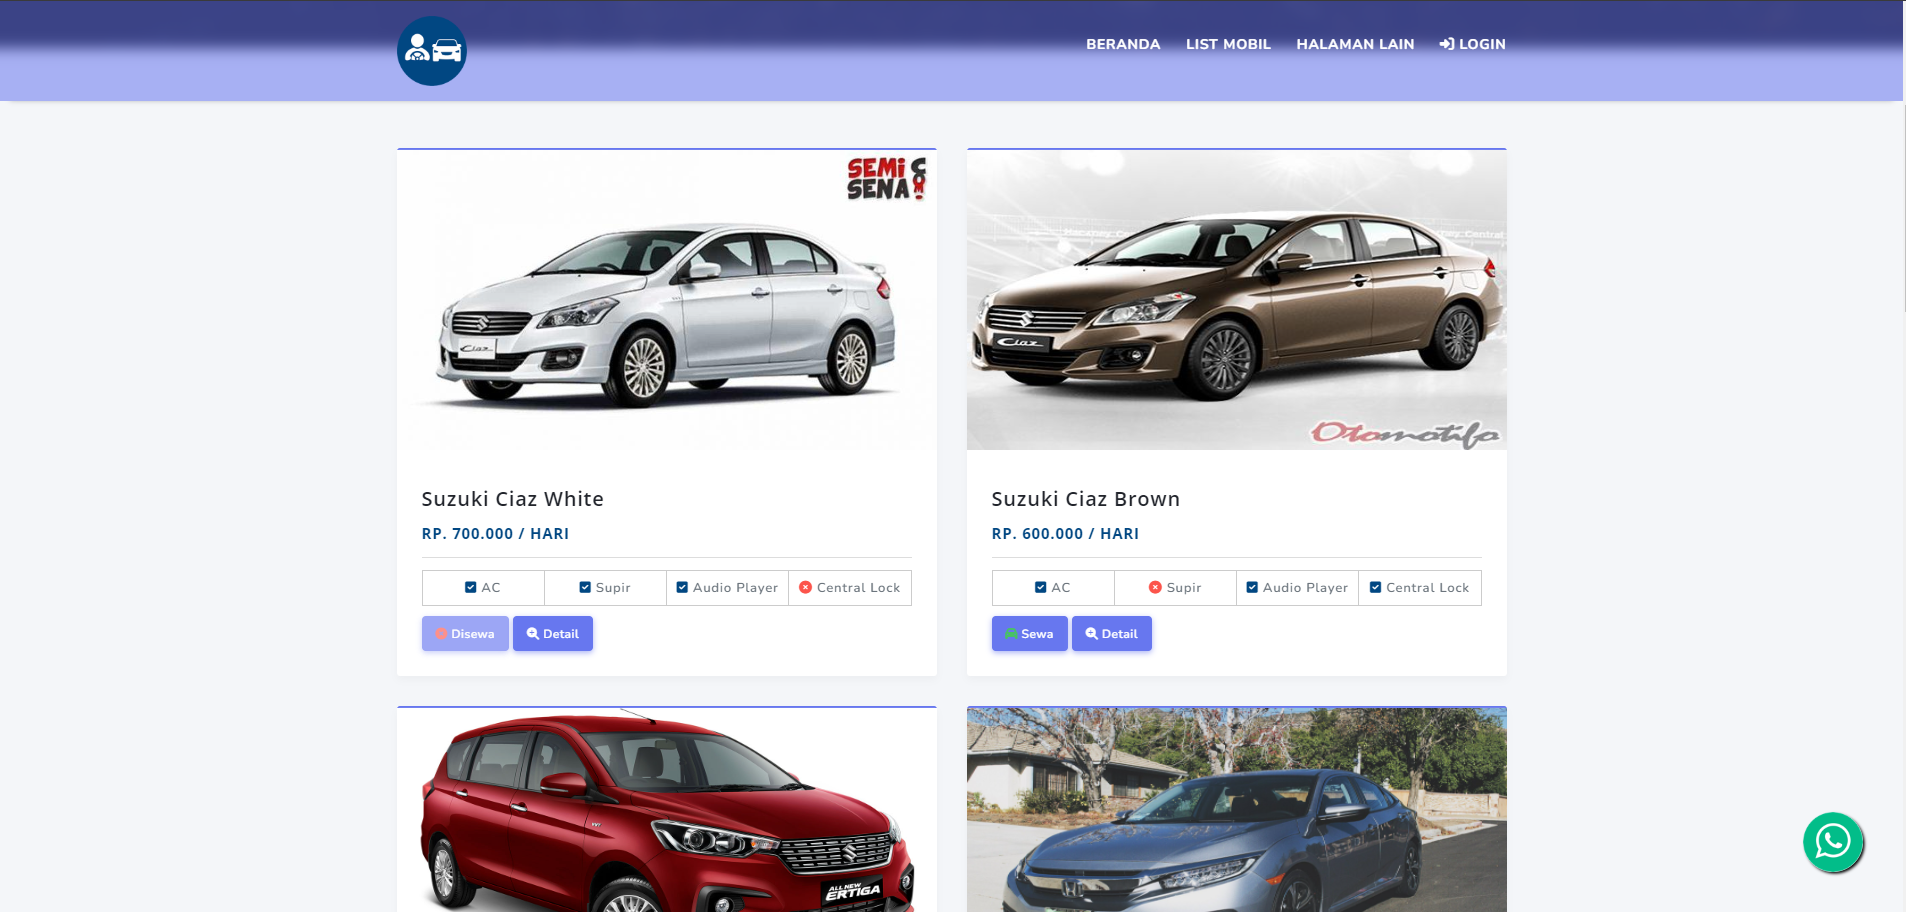 BERANDA LIST MOBIL HALAMAN LAIN LOGIN
SEMi
SENA!
Ciaz
Suzuki Ciaz White
RP. 700.000 / HARI
AC Supir Audio Player Central Lock
Disewa Detail
Ciaz
Otomotifo
Suzuki Ciaz Brown
RP. 600.000 / HARI
AC Supir Audio Player Central Lock
Sewa Detail
ALL NEW
ERTIGA